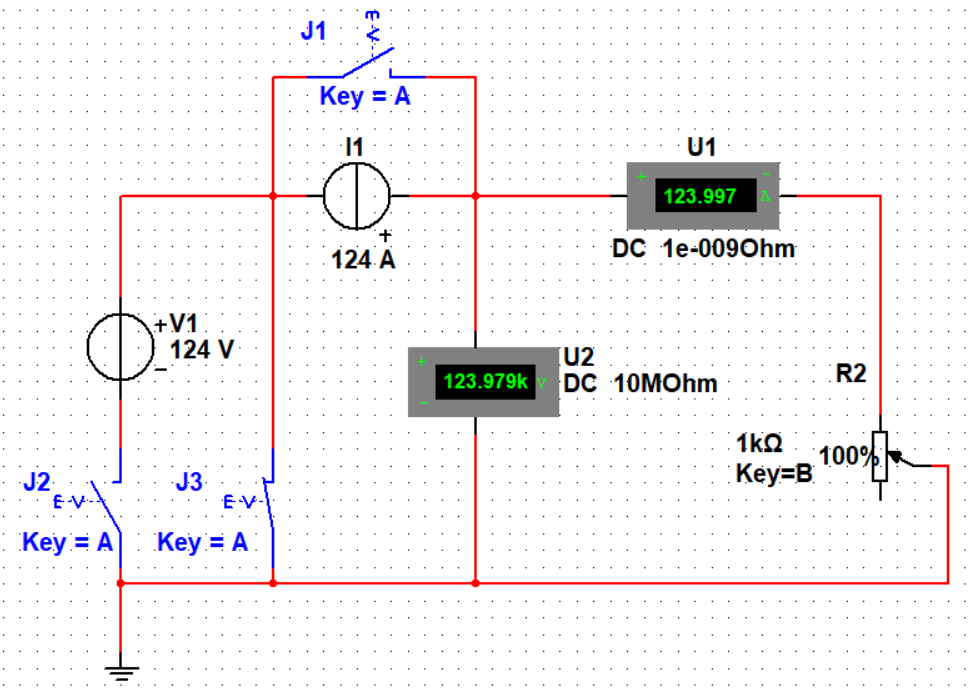 J1
E
V
Key = A
I1
+
124 A
U1
+ -
123.997 A
DC 1e-009Ohm
+
V1
124 V
−
+
123.979k V
−
U2
DC 10MOhm
R2
1kΩ
100%
Key=B
J2
E V
Key = A
J3
E V
Key = A